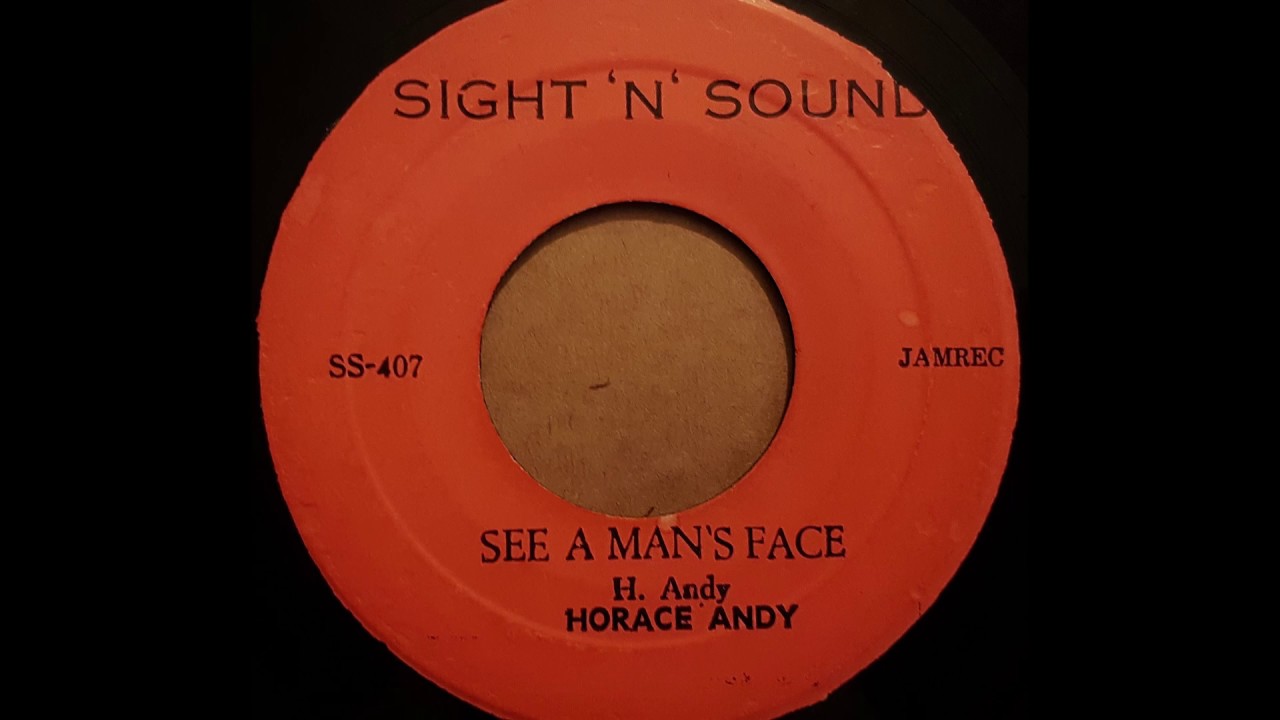 SIGHT 'N' SOUND
SS-407
JAMREC
SEE A MAN'S FACE
H. Andy
HORACE ANDY